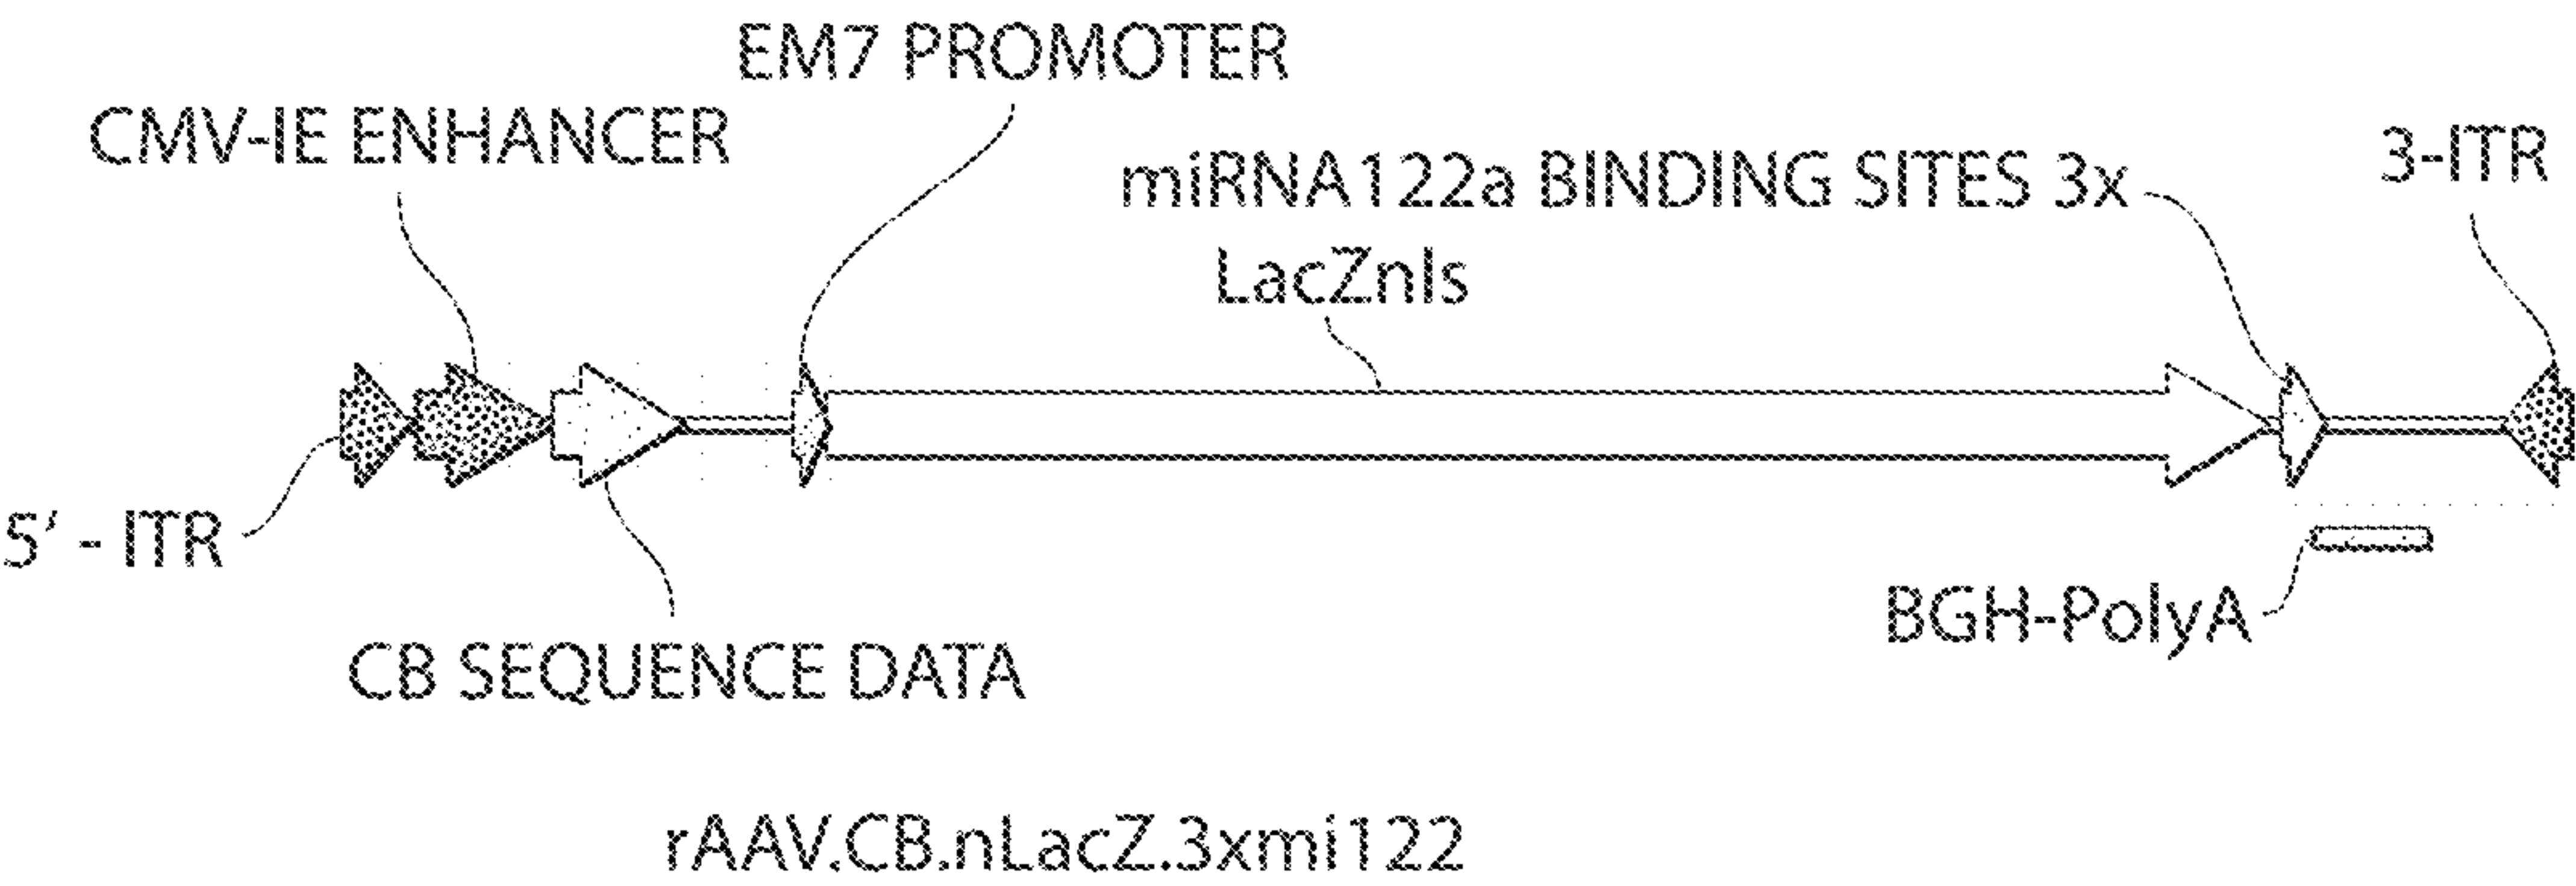 EM7 PROMOTER
CMV-IE ENHANCER
3-ITR
miRNA122a BINDING SITES 3x
LacZnls
5' - ITR
BGH-PolyA
CB SEQUENCE DATA
rAAV.CB.nLacZ.3xmi122